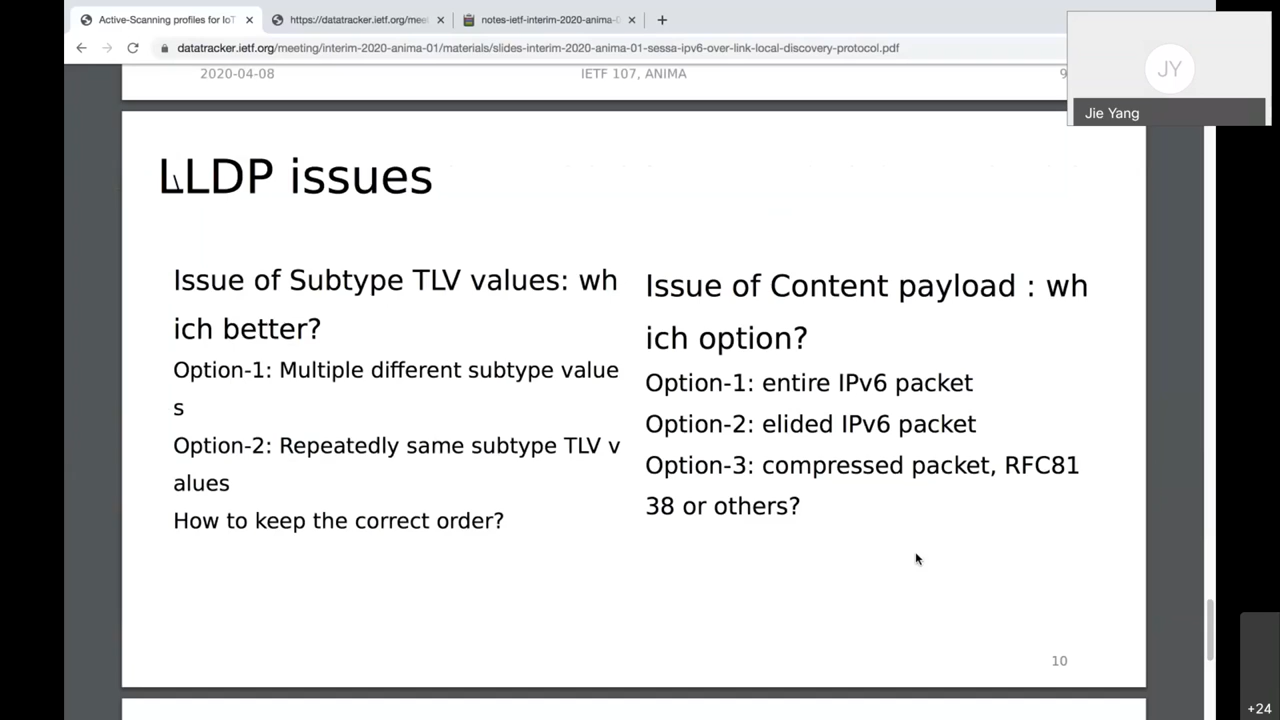 Active-Scanning profiles for IoT
https://datatracker.ietf.org/mee
notes-ietf-interim-2020-anima-0
datatracker.ietf.org/meeting/interim-2020-anima-01/materials/slides-interim-2020-anima-01-sessa-ipv6-over-link-local-discovery-protocol.pdf
JY
Jie Yang
2020-04-08
IETF 107, ANIMA
9
LLDP issues
Issue of Subtype TLV values: wh
ich better?
Option-1: Multiple different subtype value
s
Option-2: Repeatedly same subtype TLV v
alues
How to keep the correct order?
Issue of Content payload : wh
ich option?
Option-1: entire IPv6 packet
Option-2: elided IPv6 packet
Option-3: compressed packet, RFC81
38 or others?
10
+24